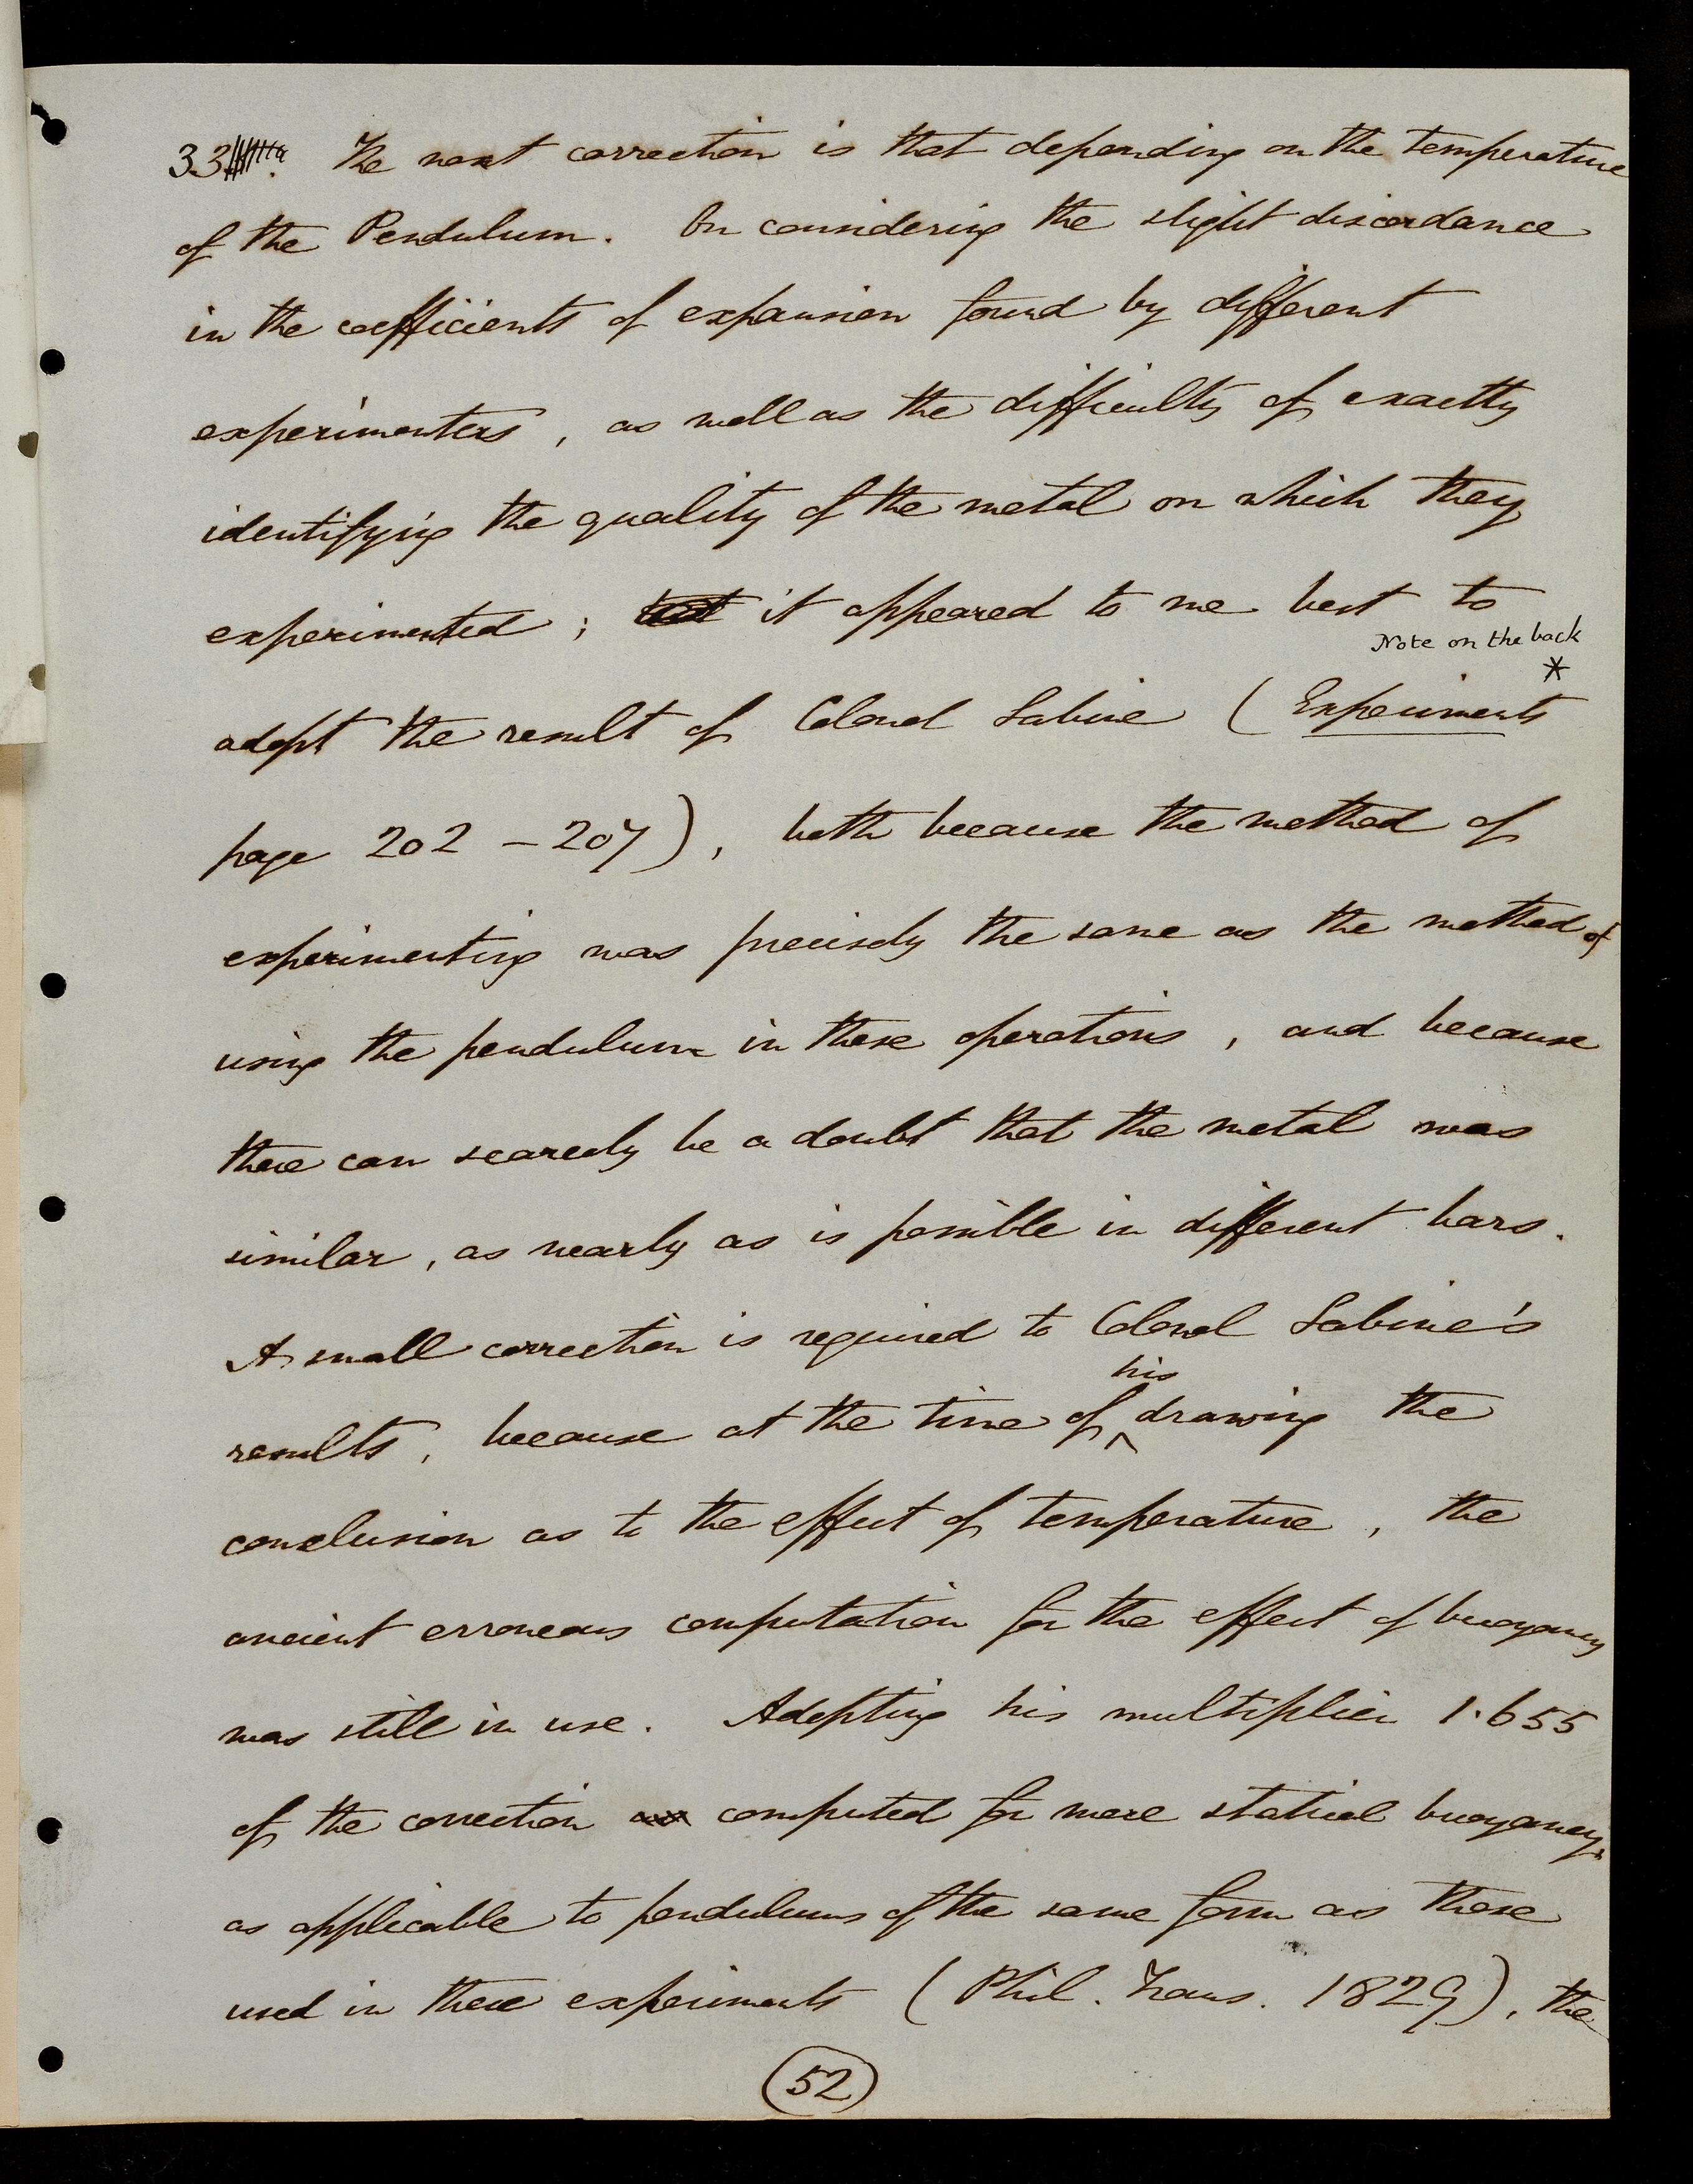 33. The next correction is that depending on the temperature
of the Pendulum. On considering the slight discordance
in the coefficients of expansion found by different
experimenters, as well as the difficulty of exactly
identifying the quality of the metal on which they
experimented; it appeared to me best to
Note on the back
*
adopt the result of Colonel Sabine (Experiments
page 202 - 207), both because the method of
experimenting was precisely the same as the method of
using the pendulum in these operations, and because
there can scarcely be a doubt that the metal was
similar, as nearly as is possible in different bars.
A small correction is required to Colonel Sabine's
results, because at the time of his drawing the
conclusion as to the effect of temperature, the
ancient erroneous computation for the effect of buoyancy
was still in use. Adopting his multiplier 1.655
of the correction computed for mere statical buoyancy,
as applicable to pendulums of the same form as those
used in these experiments (Phil. Trans. 1829), the
52